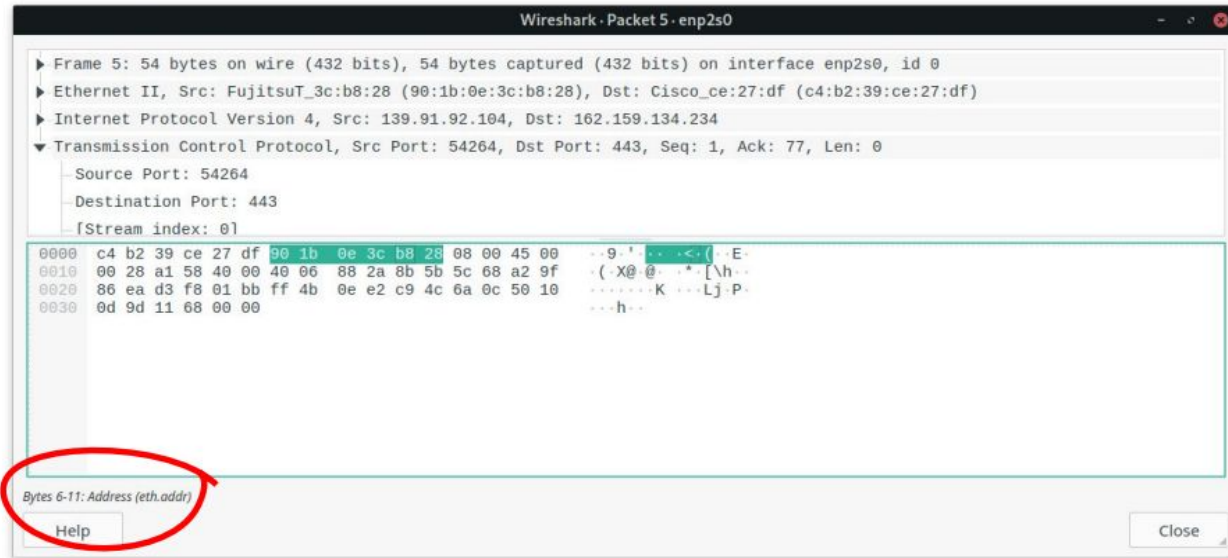 Wireshark · Packet 5 · enp2s0
Frame 5: 54 bytes on wire (432 bits), 54 bytes captured (432 bits) on interface enp2s0, id 0
Ethernet II, Src: FujitsuT_3c:b8:28 (90:1b:0e:3c:b8:28), Dst: Cisco_ce:27:df (c4:b2:39:ce:27:df)
Internet Protocol Version 4, Src: 139.91.92.104, Dst: 162.159.134.234
Transmission Control Protocol, Src Port: 54264, Dst Port: 443, Seq: 1, Ack: 77, Len: 0
Source Port: 54264
Destination Port: 443
[Stream index: 0]
0000 c4 b2 39 ce 27 df 90 1b 0e 3c b8 28 08 00 45 00 ··9·'··· ·<·(··E·
0010 00 28 a1 58 40 00 40 06 88 2a 8b 5b 5c 68 a2 9f ·(·X@·@· ·*·[\h··
0020 86 ea d3 f8 01 bb ff 4b 0e e2 c9 4c 6a 0c 50 10 ·······K ···Lj·P·
0030 0d 9d 11 68 00 00 ···h··
Bytes 6-11: Address (eth.addr)
Help
Close